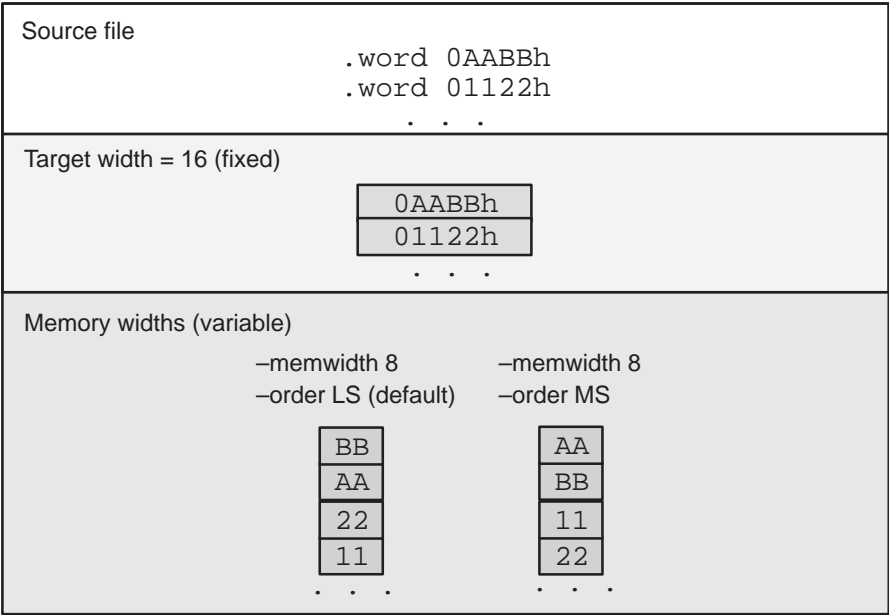 Source file
.word 0AABBh
.word 01122h
. . .
Target width = 16 (fixed)
0AABBh
01122h
. . .
Memory widths (variable)
–memwidth 8 –memwidth 8
–order LS (default) –order MS
BB AA
AA BB
22 11
11 22
. . . . . .